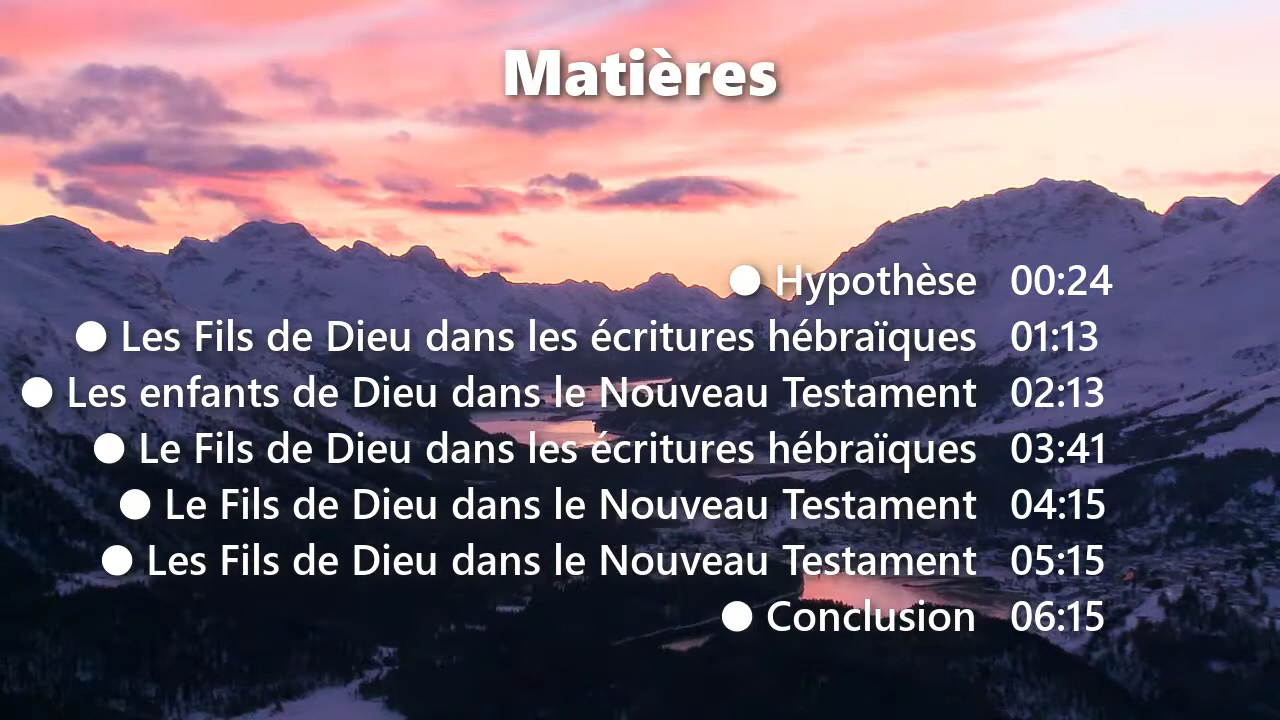 Matières
● Hypothèse 00:24
● Les Fils de Dieu dans les écritures hébraïques 01:13
● Les enfants de Dieu dans le Nouveau Testament 02:13
● Le Fils de Dieu dans les écritures hébraïques 03:41
● Le Fils de Dieu dans le Nouveau Testament 04:15
● Les Fils de Dieu dans le Nouveau Testament 05:15
● Conclusion 06:15